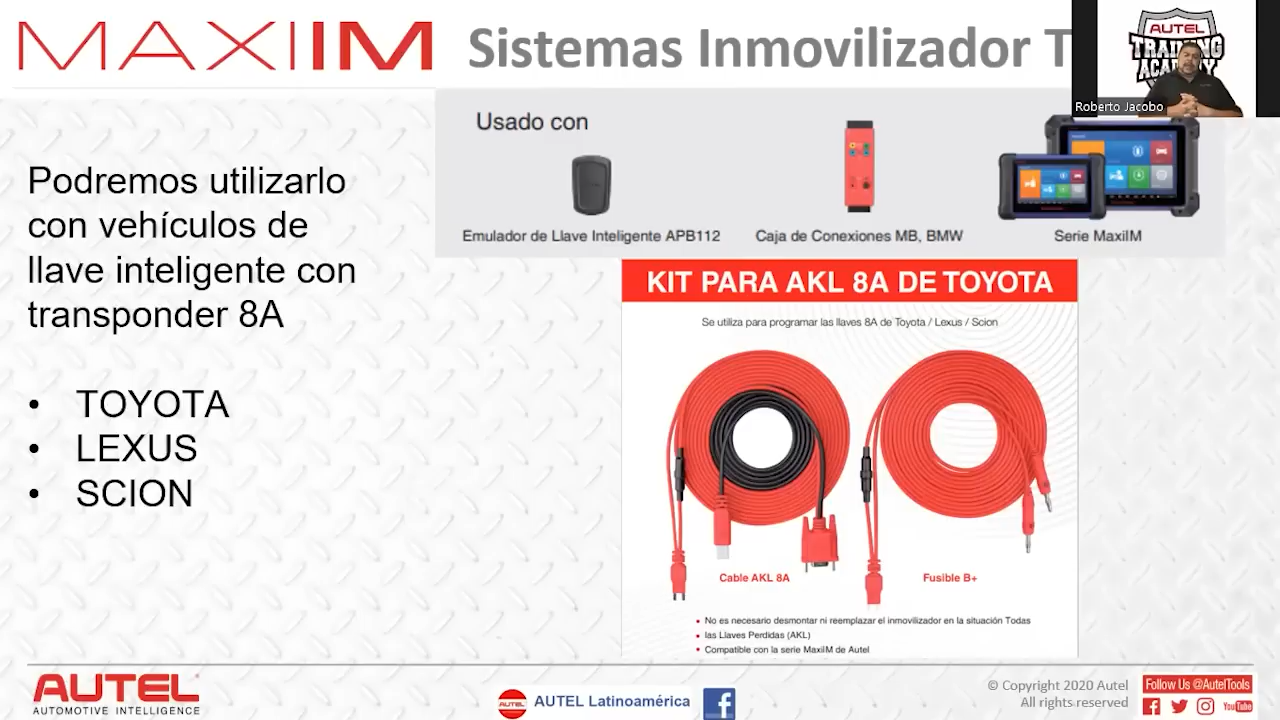 MAXIIM
Sistemas Inmovilizador T
AUTEL
TRAINING
ACADEMY
Roberto Jacobo
Usado con
Emulador de Llave Inteligente APB112
Caja de Conexiones MB, BMW
Serie MaxiIM
Podremos utilizarlo
con vehículos de
llave inteligente con
transponder 8A
• TOYOTA
• LEXUS
• SCION
KIT PARA AKL 8A DE TOYOTA
Se utiliza para programar las llaves 8A de Toyota / Lexus / Scion
Cable AKL 8A
Fusible B+
• No es necesario desmontar ni reemplazar el inmovilizador en la situación Todas
• las Llaves Perdidas (AKL)
• Compatible con la serie MaxiIM de Autel
AUTEL
AUTOMOTIVE INTELLIGENCE
AUTEL
AUTEL Latinoamérica
© Copyright 2020 Autel
All rights reserved
Follow Us @AutelTools
YouTube